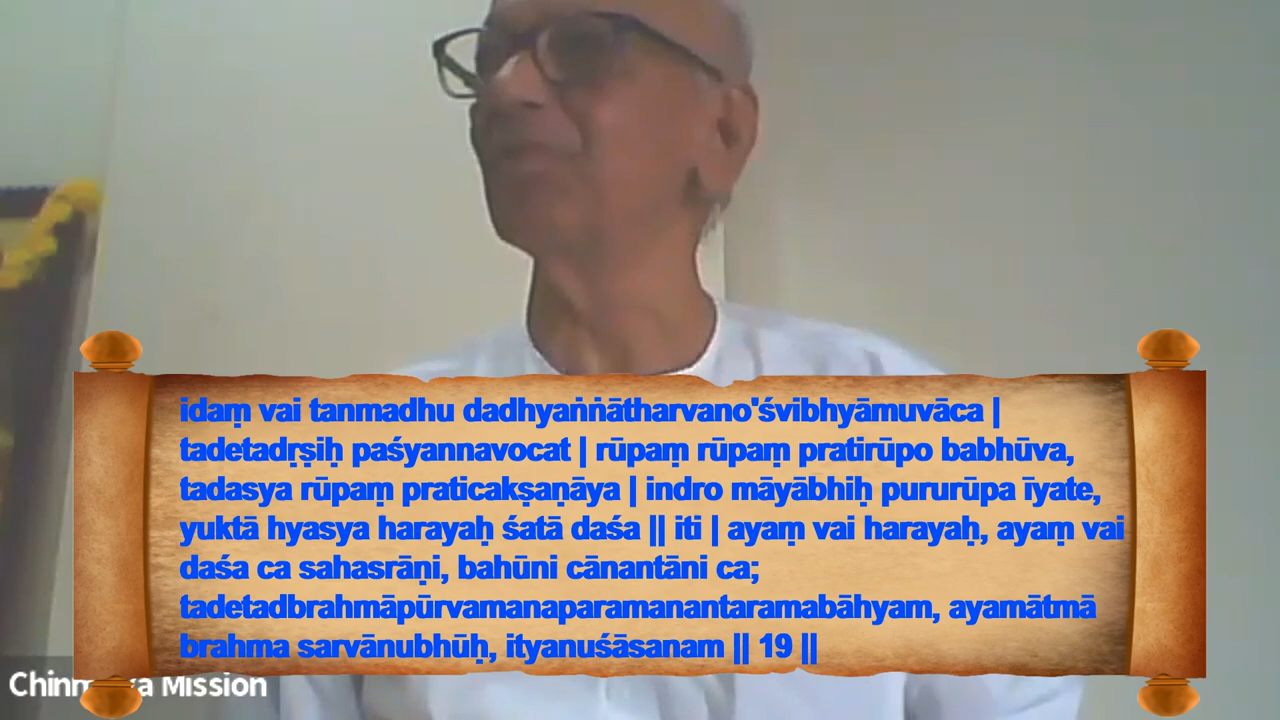 idaṃ vai tanmadhu dadhyaṅṅātharvano'śvibhyāmuvāca |
tadetadṛṣiḥ paśyannavocat | rūpaṃ rūpaṃ pratirūpo babhūva,
tadasya rūpaṃ praticakṣaṇāya | indro māyābhiḥ pururūpa īyate,
yuktā hyasya harayaḥ śatā daśa || iti | ayaṃ vai harayaḥ, ayaṃ vai
daśa ca sahasrāṇi, bahūni cānantāni ca;
tadetadbrahmāpūrvamanaparamanantaramabāhyam, ayamātmā
brahma sarvānubhūḥ, ityanuśāsanam || 19 ||
Mission